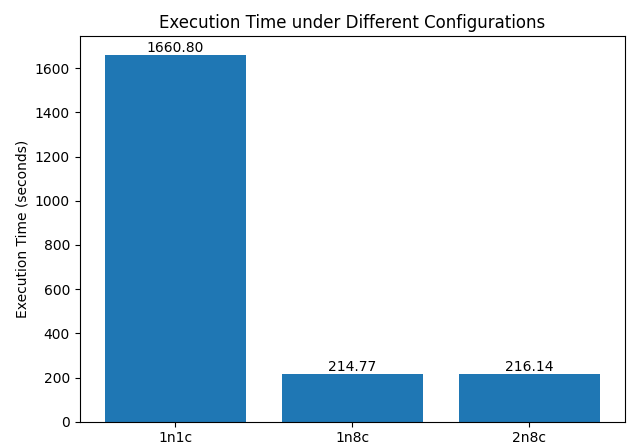 Execution Time under Different Configurations
1660.80
214.77
216.14
Execution Time (seconds)
1600
1400
1200
1000
800
600
400
200
0
1n1c
1n8c
2n8c